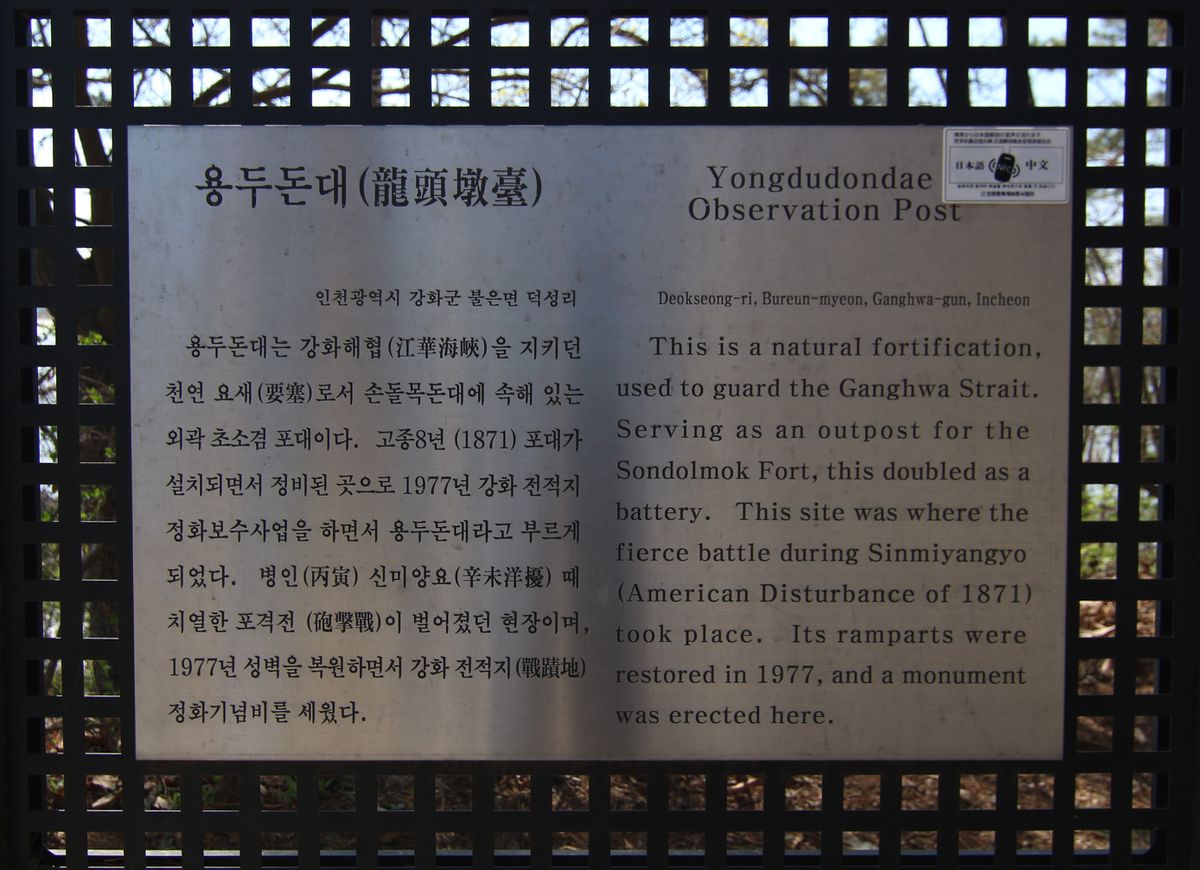 용두돈대(龍頭墩臺)
인천광역시 강화군 불은면 덕성리
용두돈대는 강화해협(江華海峽)을 지키던
천연 요새(要塞)로서 손돌목돈대에 속해 있는
외곽 초소겸 포대이다. 고종8년 (1871) 포대가
설치되면서 정비된 곳으로 1977년 강화 전적지
정화보수사업을 하면서 용두돈대라고 부르게
되었다. 병인(丙寅) 신미양요(辛未洋擾) 때
치열한 포격전 (砲擊戰)이 벌어졌던 현장이며,
1977년 성벽을 복원하면서 강화 전적지(戰蹟地)
정화기념비를 세웠다.
Yongdudondae
Observation Post
Deokseong-ri, Bureun-myeon, Ganghwa-gun, Incheon
This is a natural fortification,
used to guard the Ganghwa Strait.
Serving as an outpost for the
Sondolmok Fort, this doubled as a
battery. This site was where the
fierce battle during Sinmiyangyo
(American Disturbance of 1871)
took place. Its ramparts were
restored in 1977, and a monument
was erected here.
日本語 中文